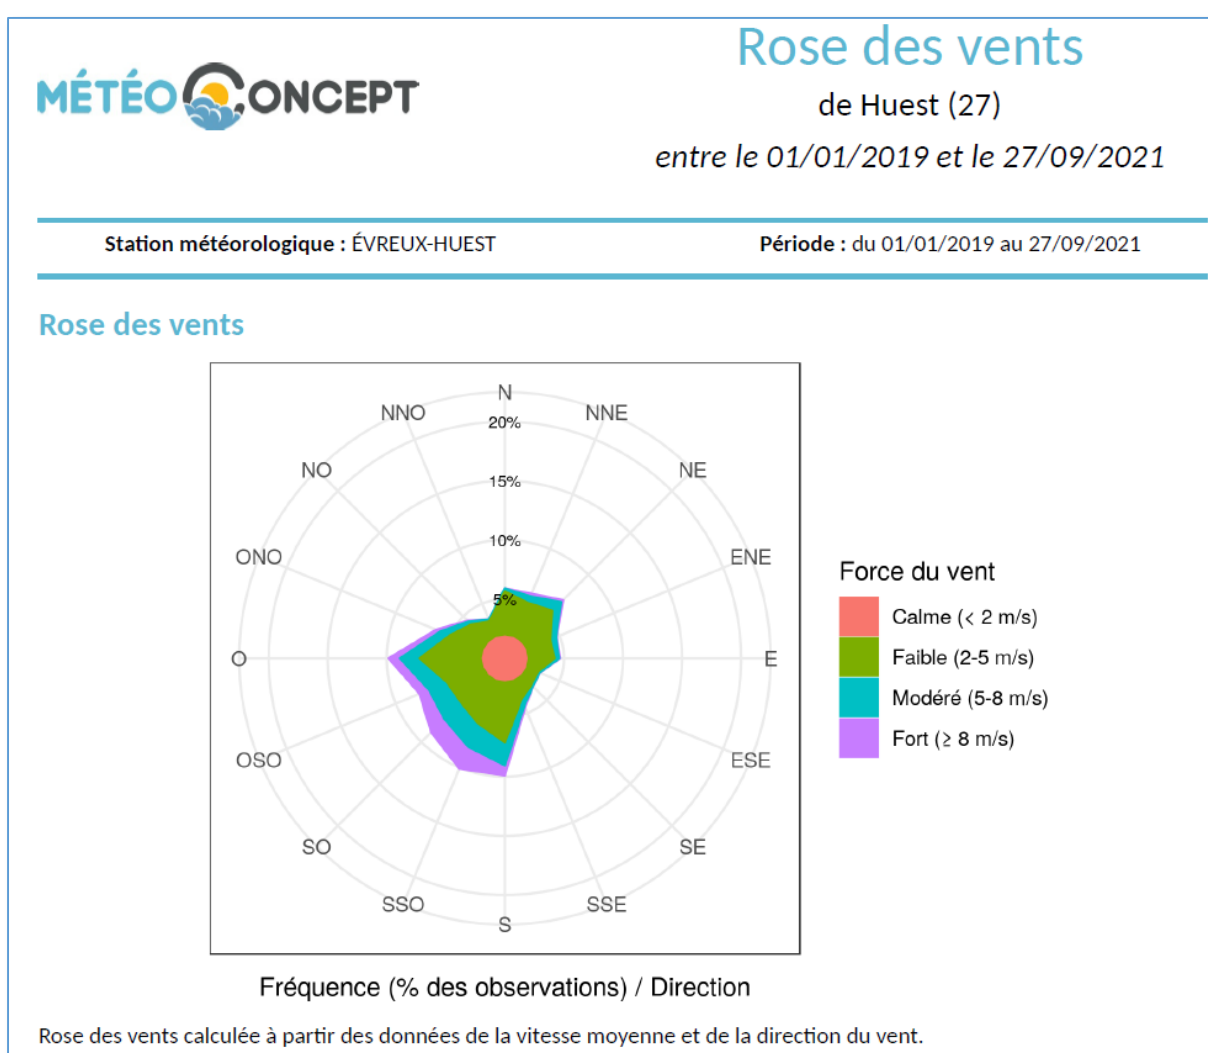 MÉTÉO CONCEPT
Rose des vents
de Huest (27)
entre le 01/01/2019 et le 27/09/2021
Station météorologique : ÉVREUX-HUEST
Période : du 01/01/2019 au 27/09/2021
Rose des vents
N
NNO
NNE
20%
NO
NE
15%
10%
ONO
ENE
5%
O
E
OSO
ESE
SO
SE
SSO
SSE
S
Force du vent
Calme (< 2 m/s)
Faible (2-5 m/s)
Modéré (5-8 m/s)
Fort (≥ 8 m/s)
Fréquence (% des observations) / Direction
Rose des vents calculée à partir des données de la vitesse moyenne et de la direction du vent.